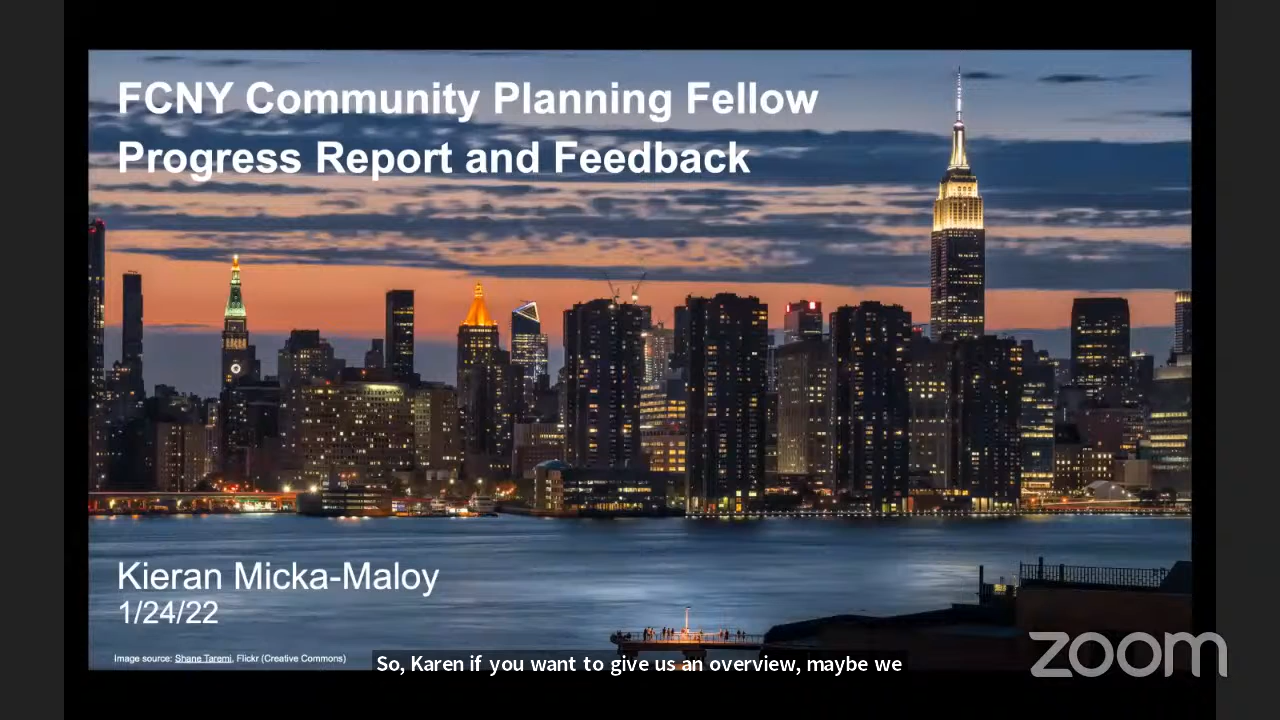 FCNY Community Planning Fellow
Progress Report and Feedback
Kieran Micka-Maloy
1/24/22
Image source: Shane Taremi, Flickr (Creative Commons)
So, Karen if you want to give us an overview, maybe we
zoom